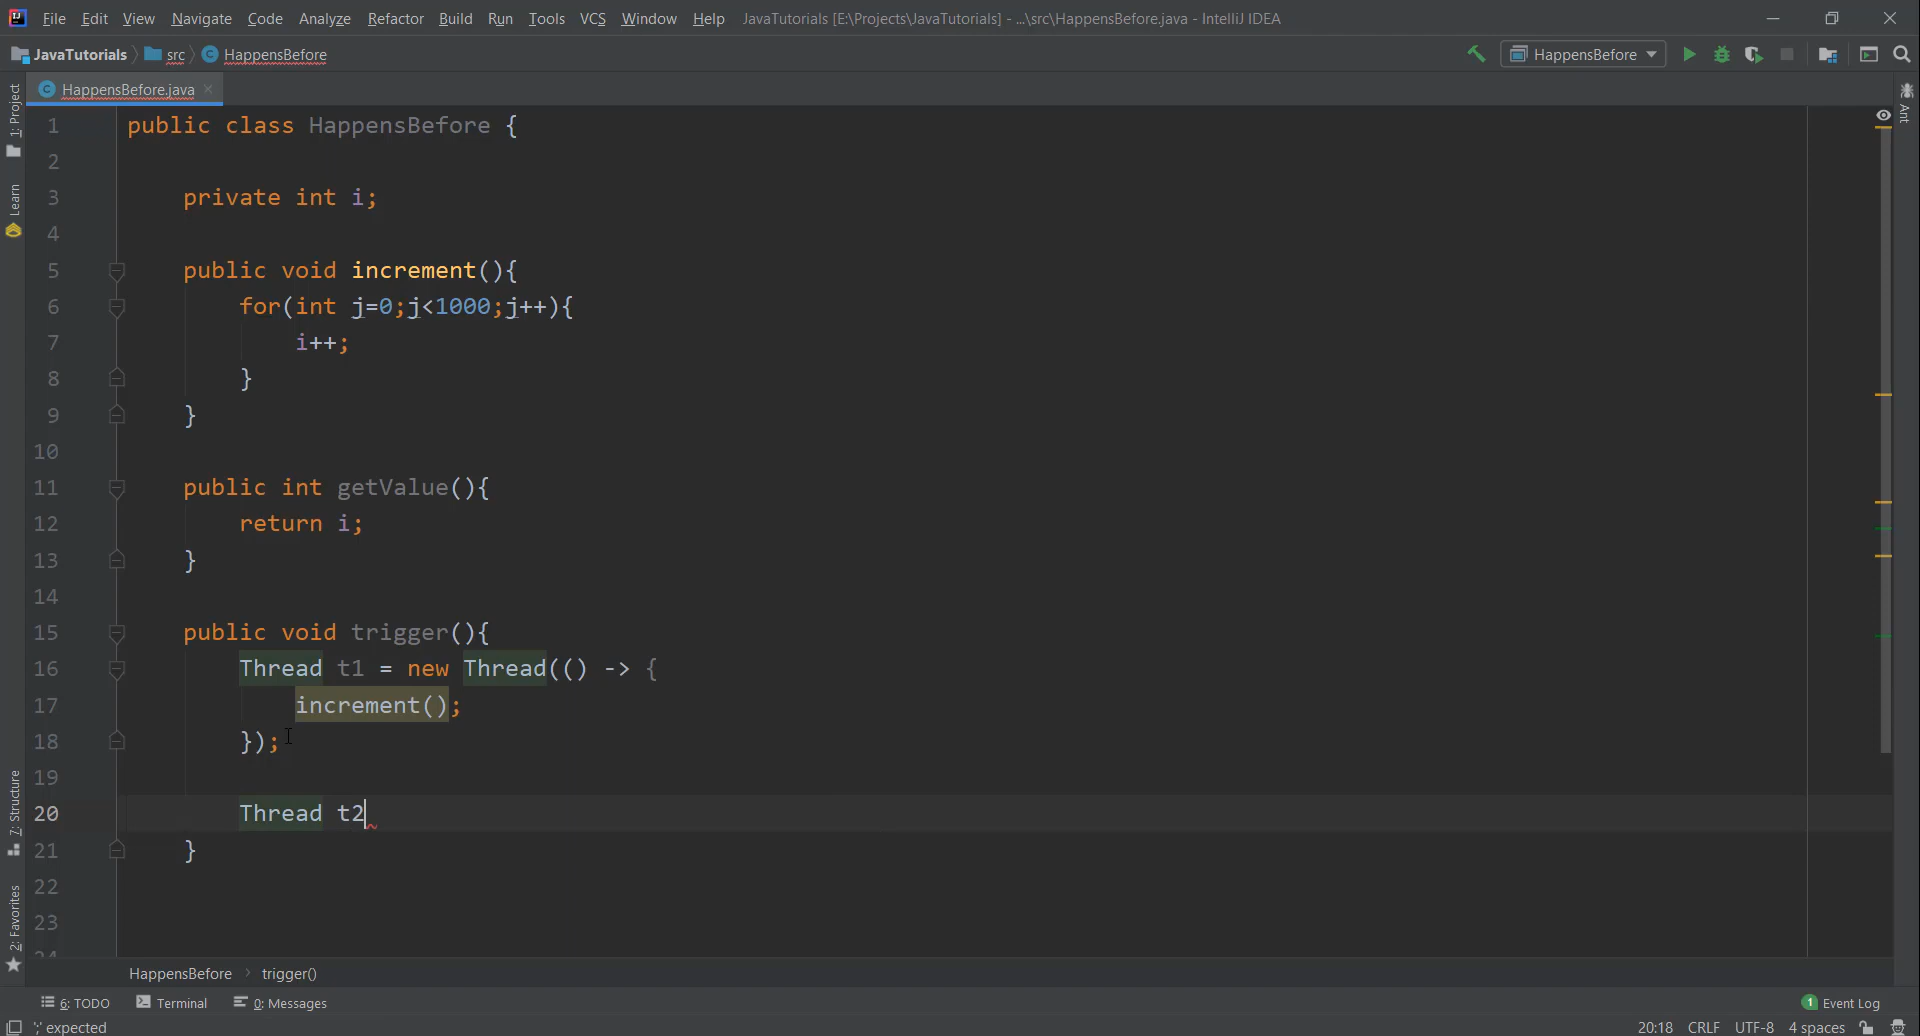 File Edit View Navigate Code Analyze Refactor Build Run Tools VCS Window Help JavaTutorials [E:\Projects\JavaTutorials] - ...\src\HappensBefore.java - IntelliJ IDEA
JavaTutorials src HappensBefore HappensBefore
HappensBefore.java
1: Project
Learn
7: Structure
2: Favorites
Ant
1 public class HappensBefore {
2
3 private int i;
4
5 public void increment(){
6 for(int j=0;j<1000;j++){
7 i++;
8 }
9 }
10
11 public int getValue(){
12 return i;
13 }
14
15 public void trigger(){
16 Thread t1 = new Thread(() -> {
17 increment();
18 });
19
20 Thread t2
21 }
22
23
24
HappensBefore trigger()
6: TODO Terminal 0: Messages 1 Event Log
';' expected 20:18 CRLF UTF-8 4 spaces